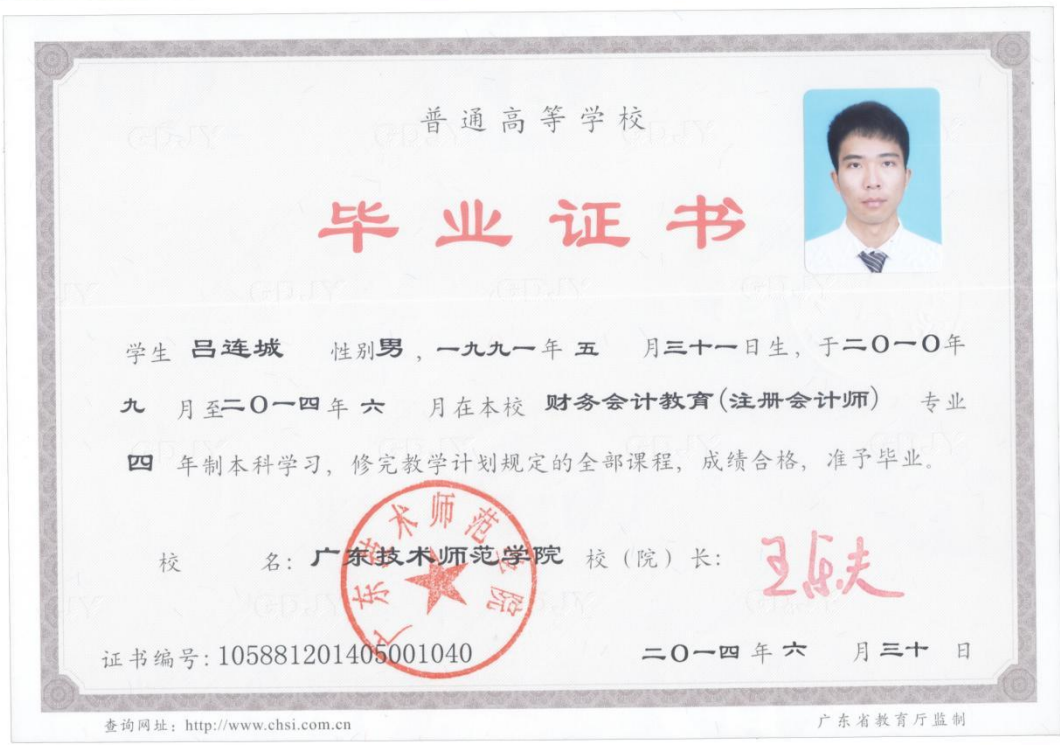 普通高等学校
毕业证书
学生 吕连城 性别男，一九九一年 五 月三十一日生，于二〇一〇年
九 月至二〇一四年 六 月在本校 财务会计教育(注册会计师) 专业
四 年制本科学习，修完教学计划规定的全部课程，成绩合格，准予毕业。
校 名：广东技术师范学院 校（院）长：王乐夫
广东技术师范学院
证书编号：105881201405001040 二〇一四年 六 月三十 日
查询网址：http://www.chsi.com.cn 广东省教育厅监制